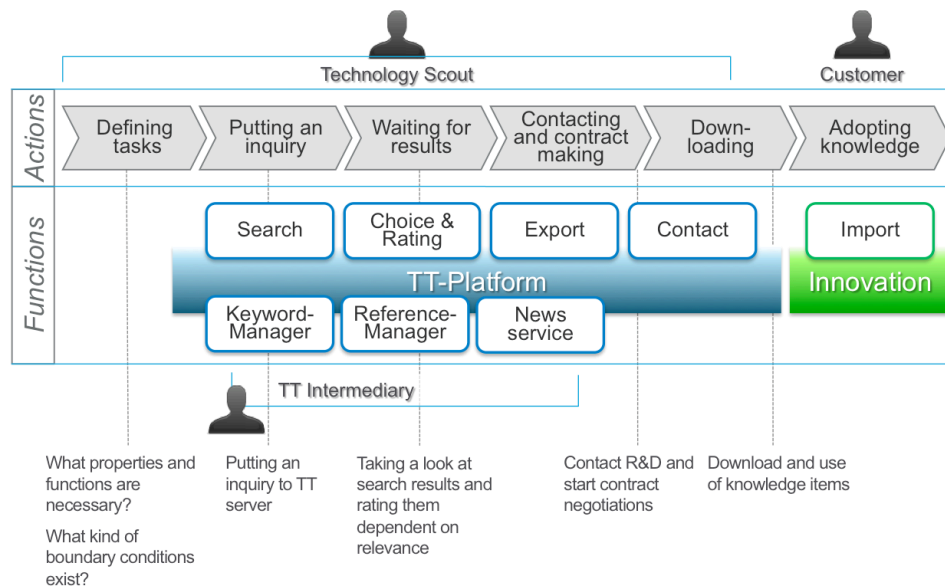 Technology Scout
Customer
Actions
Defining
tasks
Putting an
inquiry
Waiting for
results
Contacting
and contract
making
Down-
loading
Adopting
knowledge
Functions
Search
Choice &
Rating
Export
Contact
Import
TT-Platform
Innovation
Keyword-
Manager
Reference-
Manager
News
service
TT Intermediary
What properties and
functions are
necessary?
What kind of
boundary conditions
exist?
Putting an
inquiry to TT
server
Taking a look at
search results and
rating them
dependent on
relevance
Contact R&D and
start contract
negotiations
Download and use
of knowledge items